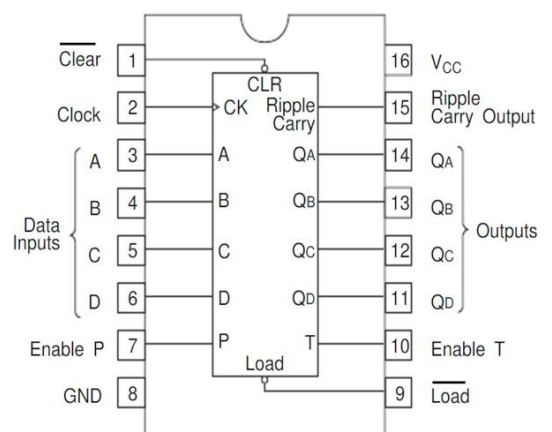 Clear 1 16 VCC
CLR
Clock 2 CK Ripple Carry 15 Ripple Carry Output
A 3 A QA 14 QA
B 4 B QB 13 QB
Data Inputs
Outputs
C 5 C QC 12 QC
D 6 D QD 11 QD
Enable P 7 P T 10 Enable T
Load
GND 8 9 Load